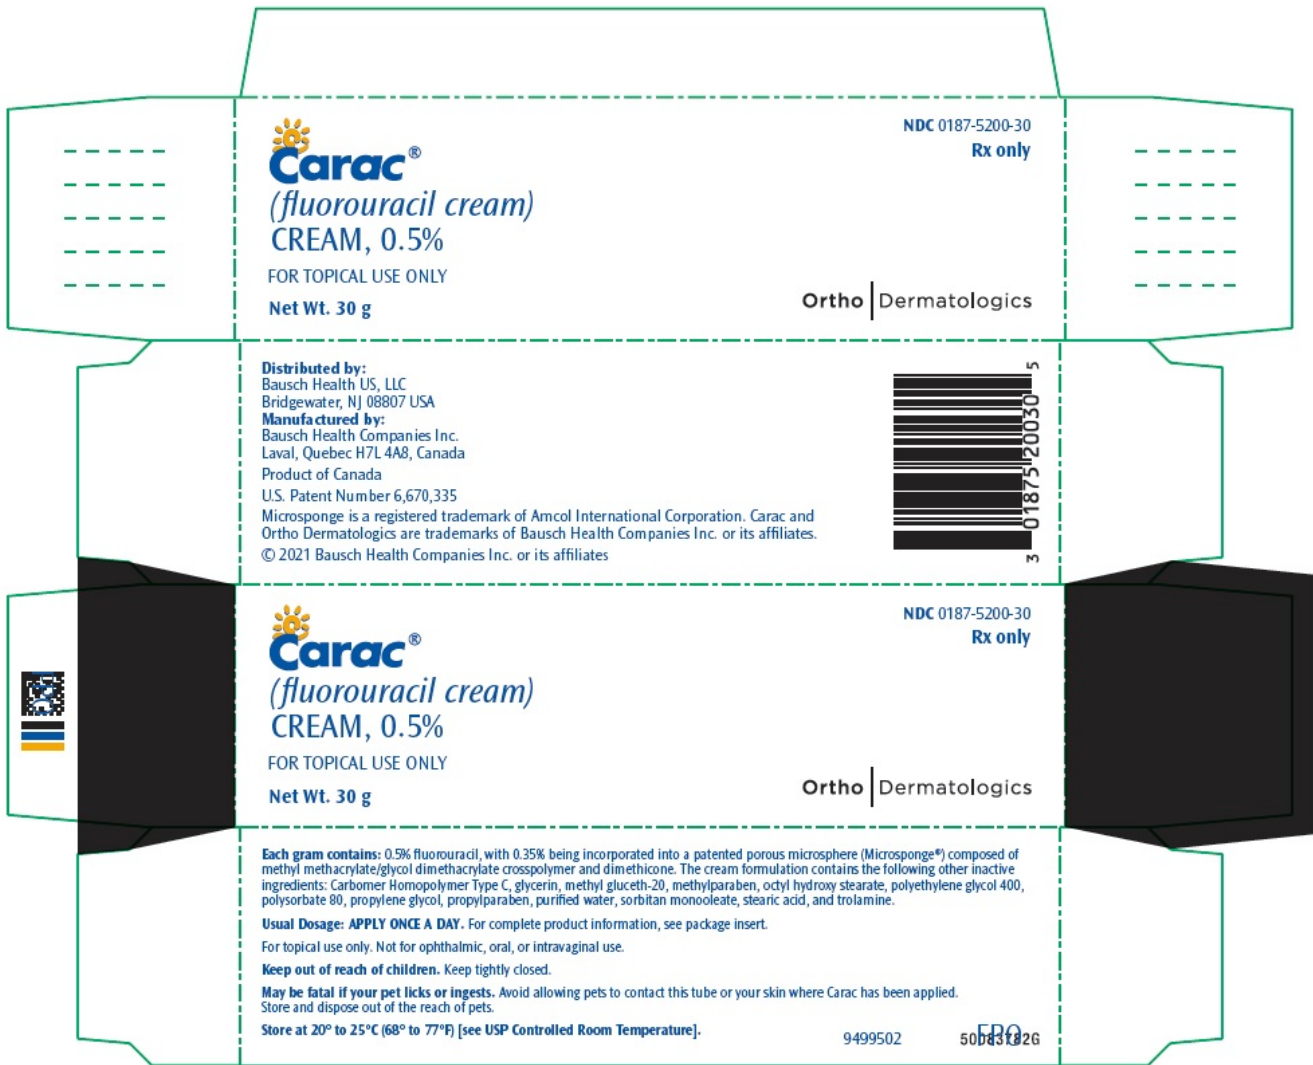 Carac®
(fluorouracil cream)
CREAM, 0.5%
FOR TOPICAL USE ONLY
Net Wt. 30 g
NDC 0187-5200-30
Rx only
Ortho | Dermatologics
Distributed by:
Bausch Health US, LLC
Bridgewater, NJ 08807 USA
Manufactured by:
Bausch Health Companies Inc.
Laval, Quebec H7L 4A8, Canada
Product of Canada
U.S. Patent Number 6,670,335
Microsponge is a registered trademark of Amcol International Corporation. Carac and
Ortho Dermatologics are trademarks of Bausch Health Companies Inc. or its affiliates.
© 2021 Bausch Health Companies Inc. or its affiliates
3 01875 20030 5
Carac®
(fluorouracil cream)
CREAM, 0.5%
FOR TOPICAL USE ONLY
Net Wt. 30 g
NDC 0187-5200-30
Rx only
Ortho | Dermatologics
Each gram contains: 0.5% fluorouracil, with 0.35% being incorporated into a patented porous microsphere (Microsponge®) composed of
methyl methacrylate/glycol dimethacrylate crosspolymer and dimethicone. The cream formulation contains the following other inactive
ingredients: Carbomer Homopolymer Type C, glycerin, methyl gluceth-20, methylparaben, octyl hydroxy stearate, polyethylene glycol 400,
polysorbate 80, propylene glycol, propylparaben, purified water, sorbitan monooleate, stearic acid, and trolamine.
Usual Dosage: APPLY ONCE A DAY. For complete product information, see package insert.
For topical use only. Not for ophthalmic, oral, or intravaginal use.
Keep out of reach of children. Keep tightly closed.
May be fatal if your pet licks or ingests. Avoid allowing pets to contact this tube or your skin where Carac has been applied.
Store and dispose out of the reach of pets.
Store at 20° to 25°C (68° to 77°F) [see USP Controlled Room Temperature].
9499502
FPO